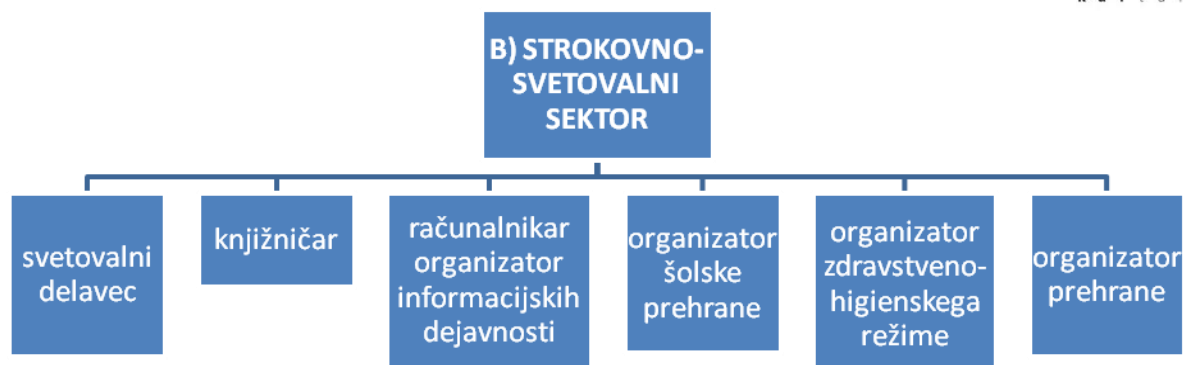 B) STROKOVNO-
SVETOVALNI
SEKTOR
svetovalni
delavec
knjižničar
računalnikar
organizator
informacijskih
dejavnosti
organizator
šolske
prehrane
organizator
zdravstveno-
higienskega
režime
organizator
prehrane